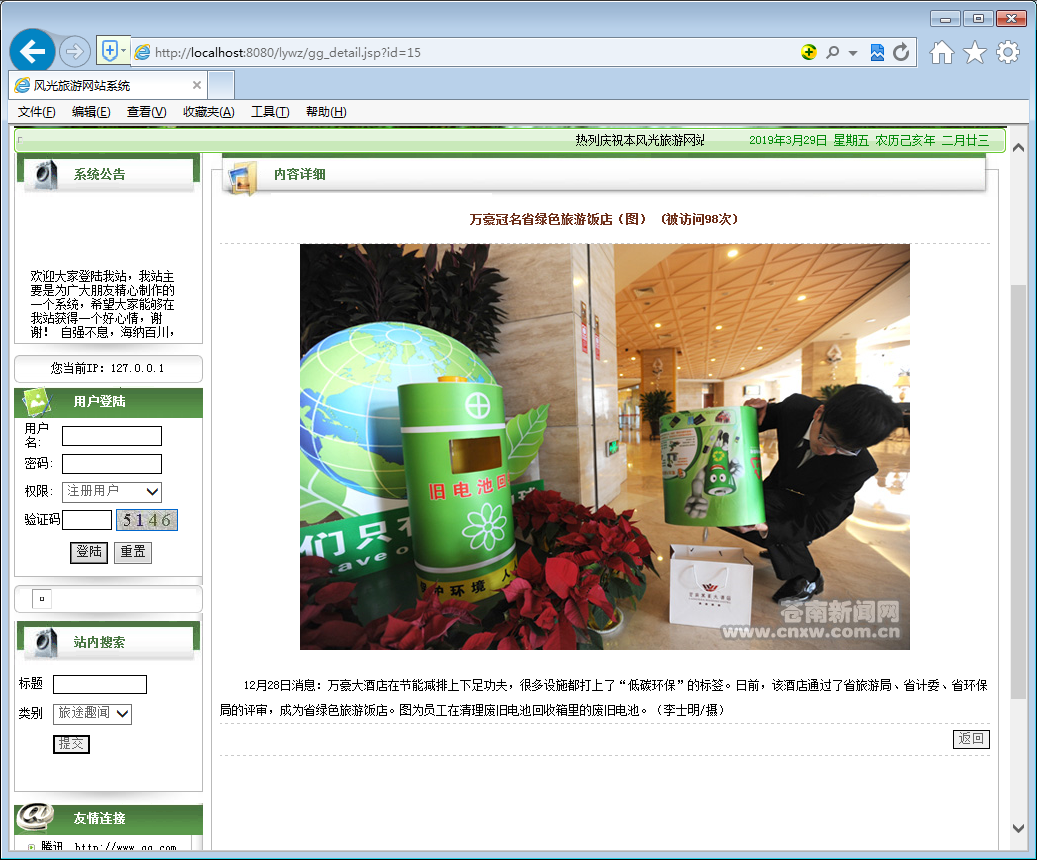 http://localhost:8080/lywz/gg_detail.jsp?id=15
风光旅游网站系统
文件(F) 编辑(E) 查看(V) 收藏夹(A) 工具(T) 帮助(H)
热烈庆祝本风光旅游网站
2019年3月29日 星期五 农历己亥年 二月廿三
系统公告
欢迎大家登陆我站，我站主
要是为广大朋友精心制作的
一个系统，希望大家能够在
我站获得一个好心情，谢
谢！ 自强不息，海纳百川，
您当前IP：127.0.0.1
用户登陆
用户
名:
密码:
权限: 注册用户
验证码 5146
登陆 重置
站内搜索
标题
类别 旅途趣闻
提交
友情连接
腾讯 http://www.qq.com
内容详细
万豪冠名省绿色旅游饭店（图）（被访问98次）
旧电池回
们只有
球
ave o
护环境 人
苍南新闻网
www.cnxw.com.cn
12月28日消息：万豪大酒店在节能减排上下足功夫，很多设施都打上了“低碳环保”的标签。日前，该酒店通过了省旅游局、省计委、省环保
局的评审，成为省绿色旅游饭店。图为员工在清理废旧电池回收箱里的废旧电池。（李士明/摄）
返回